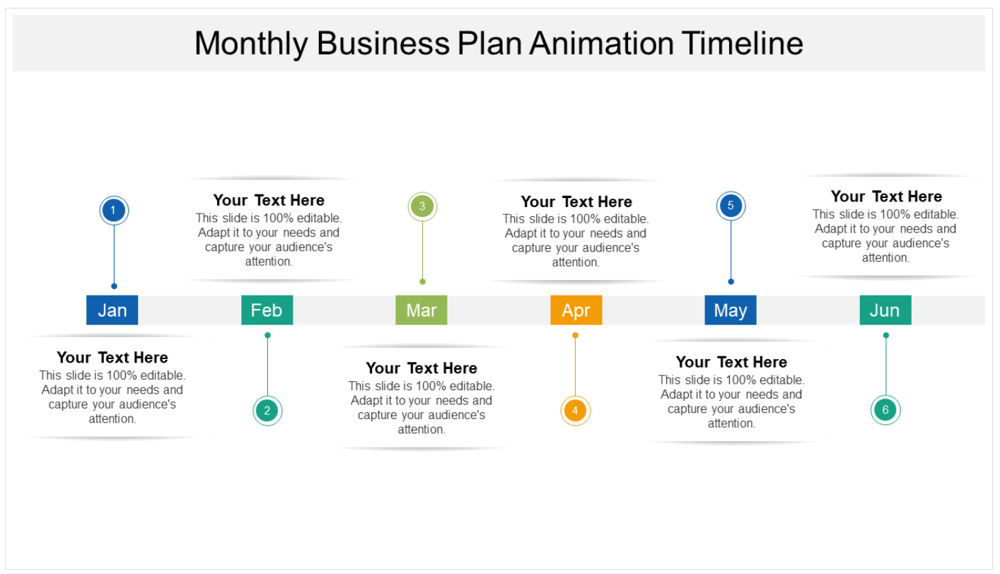 Monthly Business Plan Animation Timeline
1
Your Text Here
This slide is 100% editable.
Adapt it to your needs and
capture your audience's
attention.
3
Your Text Here
This slide is 100% editable.
Adapt it to your needs and
capture your audience's
attention.
5
Your Text Here
This slide is 100% editable.
Adapt it to your needs and
capture your audience's
attention.
Jan
Feb
Mar
Apr
May
Jun
Your Text Here
This slide is 100% editable.
Adapt it to your needs and
capture your audience's
attention.
2
Your Text Here
This slide is 100% editable.
Adapt it to your needs and
capture your audience's
attention.
4
Your Text Here
This slide is 100% editable.
Adapt it to your needs and
capture your audience's
attention.
6